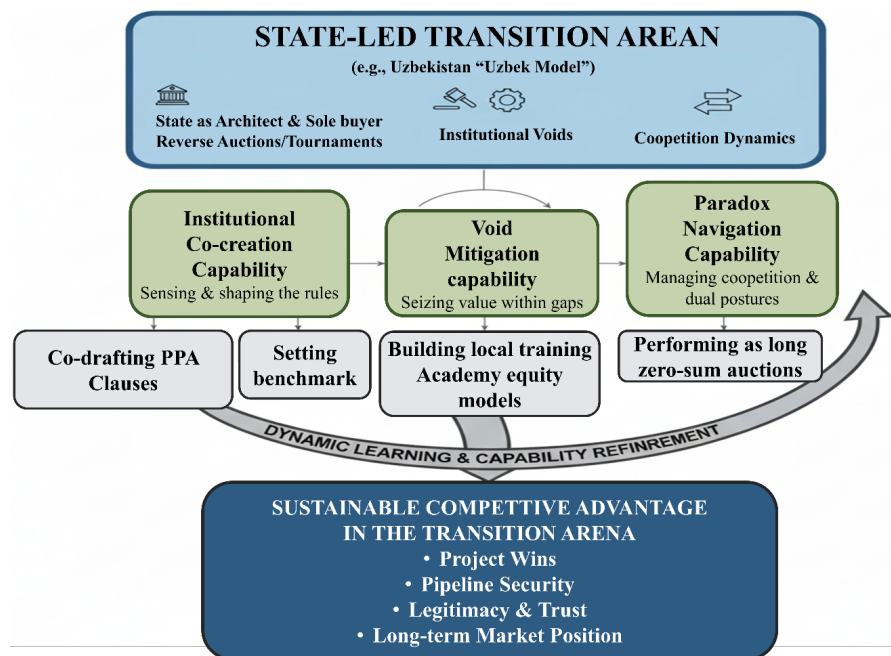 STATE-LED TRANSITION AREAN
(e.g., Uzbekistan “Uzbek Model”)
State as Architect & Sole buyer
Reverse Auctions/Tournaments
Institutional Voids
Coopetition Dynamics
Institutional
Co-creation
Capability
Sensing & shaping the rules
Void
Mitigation
capability
Seizing value within gaps
Paradox
Navigation
Capability
Managing coopetition &
dual postures
Co-drafting PPA
Clauses
Setting
benchmark
Building local training
Academy equity
models
Performing as long
zero-sum auctions
DYNAMIC LEARNING & CAPABILITY REFINREMENT
SUSTAINABLE COMPETTIVE ADVANTAGE
IN THE TRANSITION ARENA
• Project Wins
• Pipeline Security
• Legitimacy & Trust
• Long-term Market Position